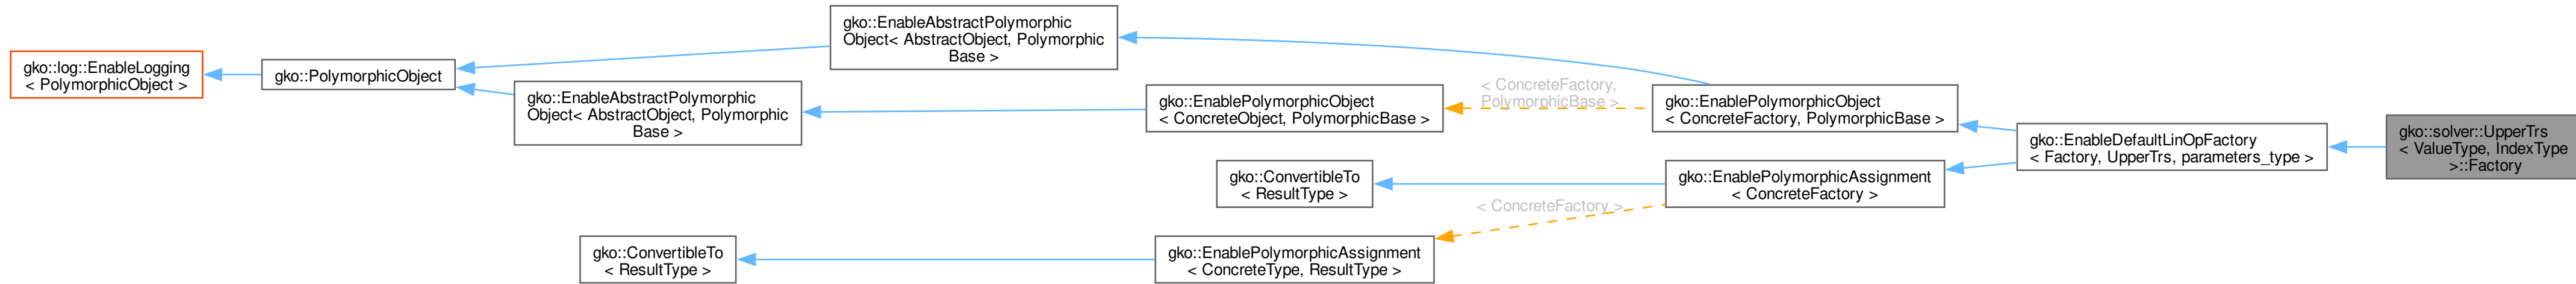 gko::log::EnableLogging
< PolymorphicObject >
gko::PolymorphicObject
gko::EnableAbstractPolymorphic
Object< AbstractObject, Polymorphic
Base >
gko::EnableAbstractPolymorphic
Object< AbstractObject, Polymorphic
Base >
gko::EnablePolymorphicObject
< ConcreteObject, PolymorphicBase >
< ConcreteFactory,
PolymorphicBase >
gko::EnablePolymorphicObject
< ConcreteFactory, PolymorphicBase >
gko::ConvertibleTo
< ResultType >
gko::EnablePolymorphicAssignment
< ConcreteFactory >
< ConcreteFactory >
gko::ConvertibleTo
< ResultType >
gko::EnablePolymorphicAssignment
< ConcreteType, ResultType >
gko::EnableDefaultLinOpFactory
< Factory, UpperTrs, parameters_type >
gko::solver::UpperTrs
< ValueType, IndexType
>::Factory